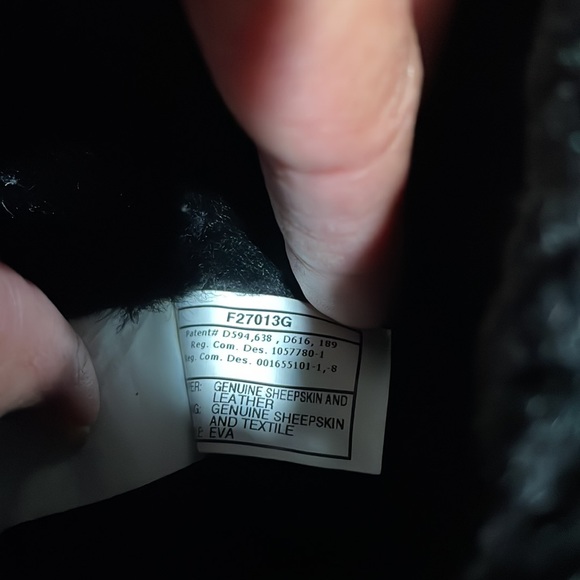 F27013G
Patent# D594,638 , D616, 189
Reg. Com. Des. 1057780-1
Reg. Com. Des. 001655101-1,-8
ER: GENUINE SHEEPSKIN AND
LEATHER
G: GENUINE SHEEPSKIN
AND TEXTILE
E: EVA